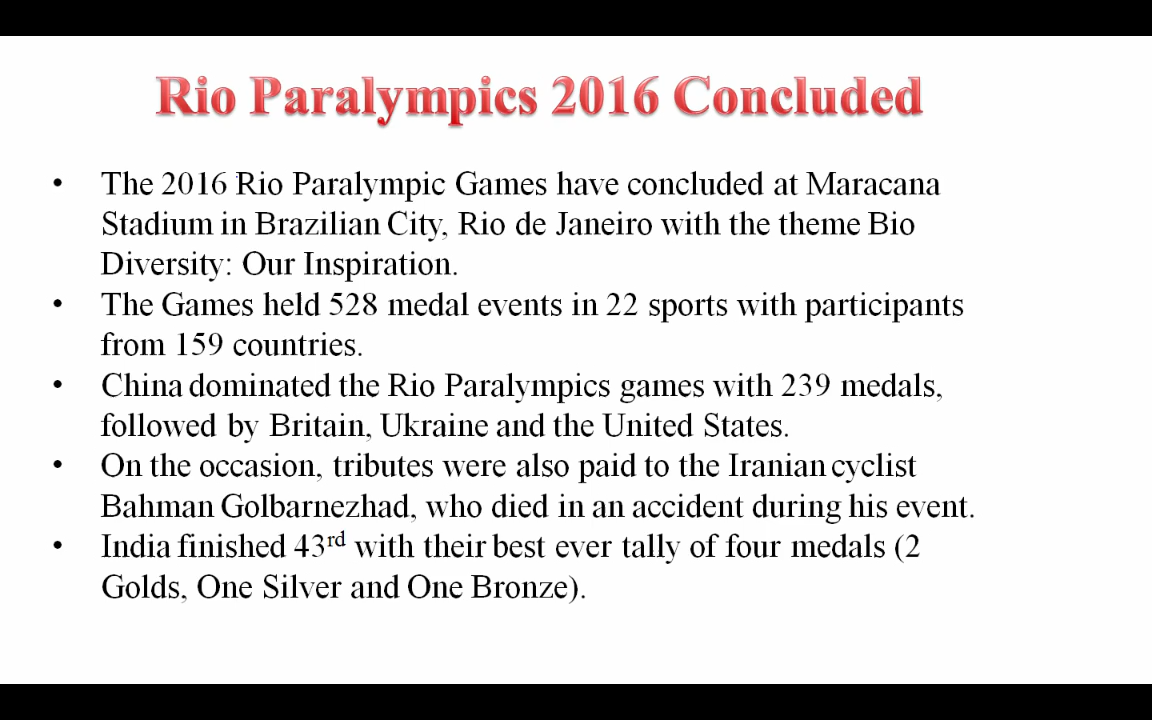 Rio Paralympics 2016 Concluded
• The 2016 Rio Paralympic Games have concluded at Maracana
Stadium in Brazilian City, Rio de Janeiro with the theme Bio
Diversity: Our Inspiration.
• The Games held 528 medal events in 22 sports with participants
from 159 countries.
• China dominated the Rio Paralympics games with 239 medals,
followed by Britain, Ukraine and the United States.
• On the occasion, tributes were also paid to the Iranian cyclist
Bahman Golbarnezhad, who died in an accident during his event.
• India finished 43rd with their best ever tally of four medals (2
Golds, One Silver and One Bronze).